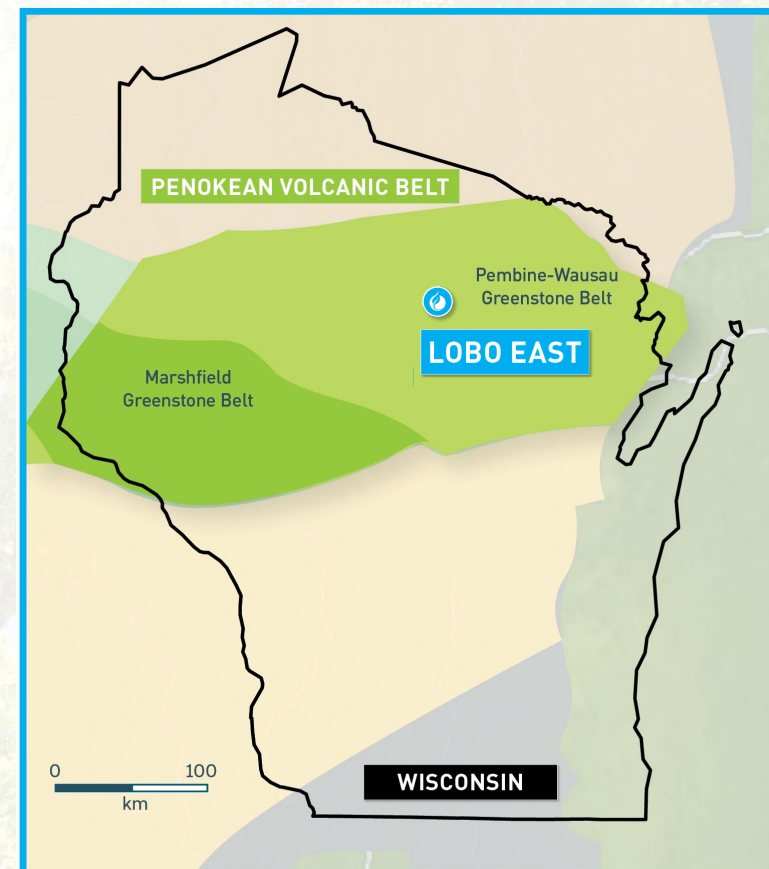 PENOKEAN VOLCANIC BELT
Pembine-Wausau
Greenstone Belt
LOBO EAST
Marshfield
Greenstone Belt
0 100
km
WISCONSIN